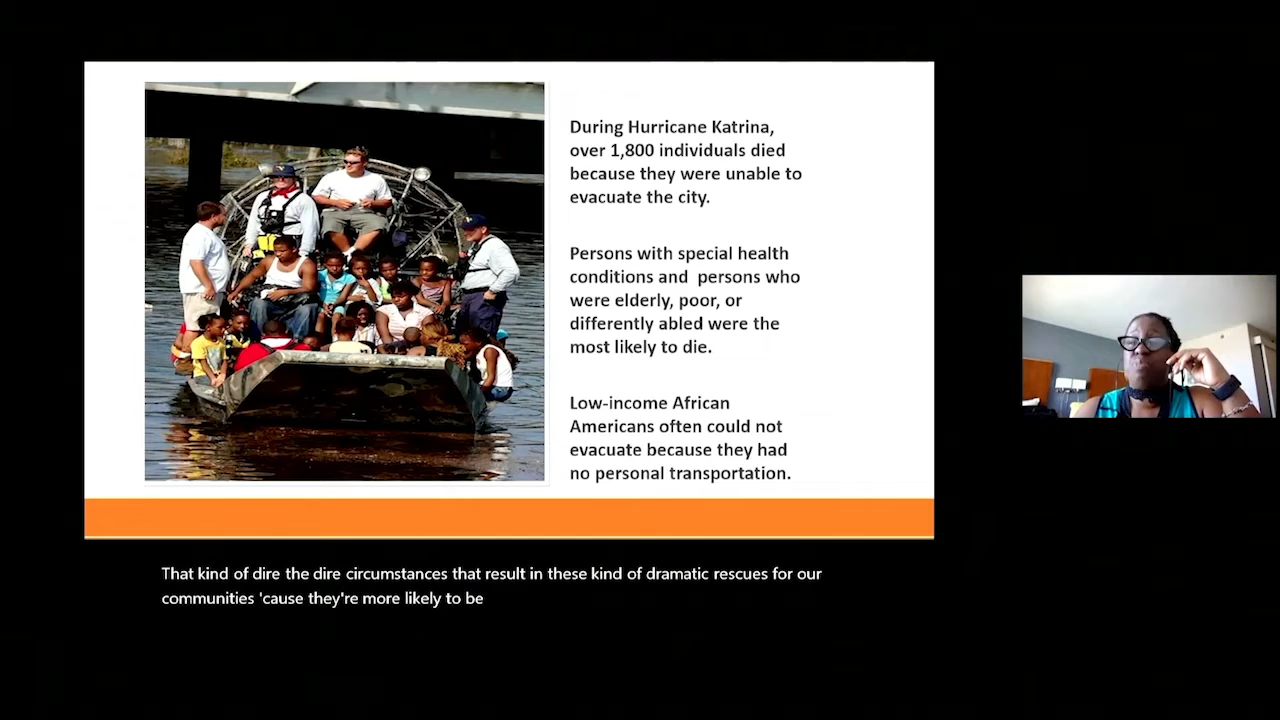 During Hurricane Katrina,
over 1,800 individuals died
because they were unable to
evacuate the city.
Persons with special health
conditions and  persons who
were elderly, poor, or
differently abled were the
most likely to die.
Low-income African
Americans often could not
evacuate because they had
no personal transportation.
That kind of dire the dire circumstances that result in these kind of dramatic rescues for our
communities 'cause they're more likely to be